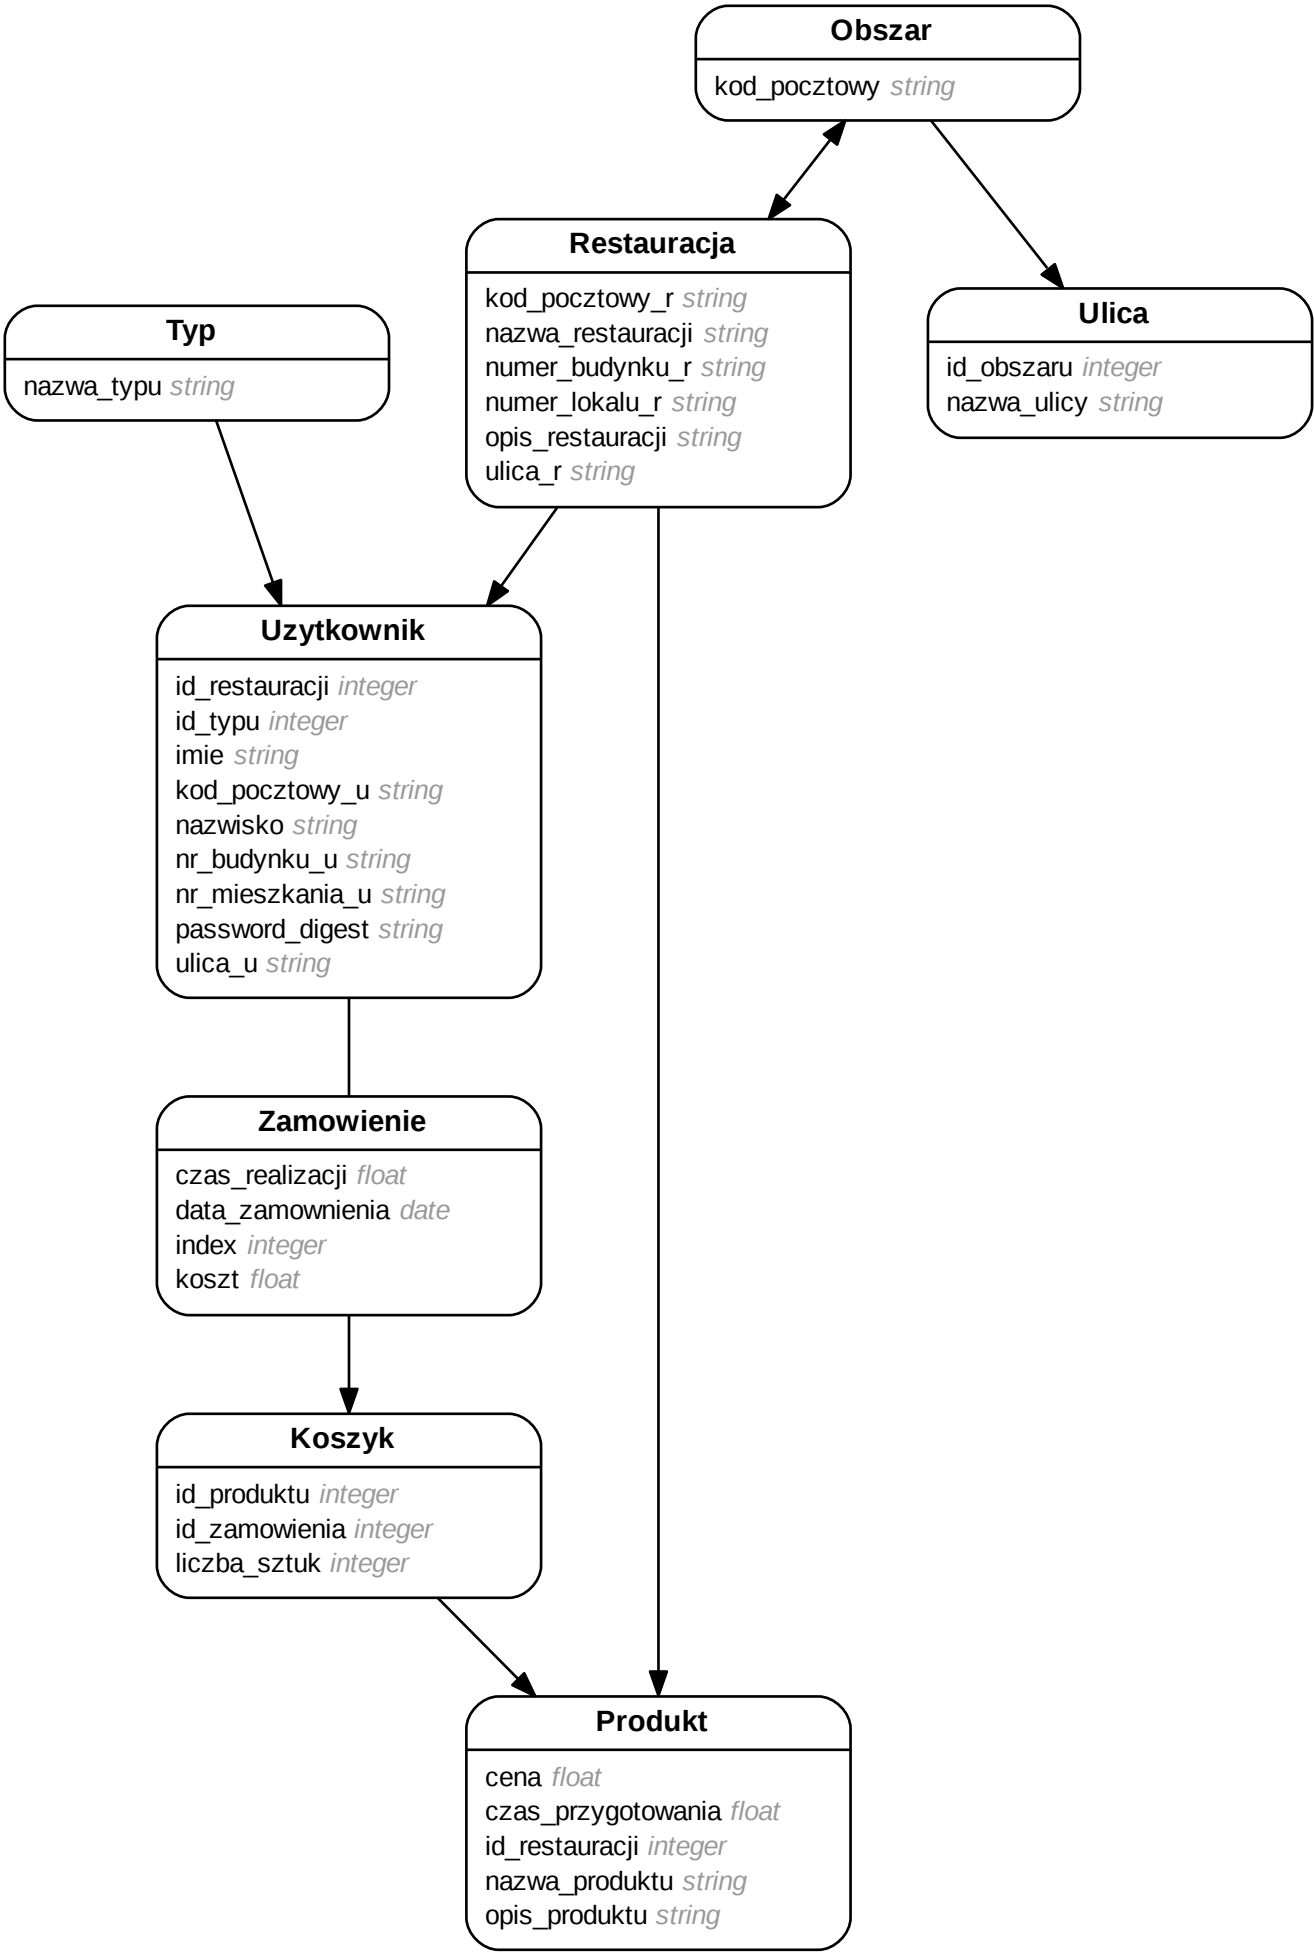 Obszar
kod_pocztowy string
Restauracja
kod_pocztowy_r string
nazwa_restauracji string
numer_budynku_r string
numer_lokalu_r string
opis_restauracji string
ulica_r string
Ulica
id_obszaru integer
nazwa_ulicy string
Typ
nazwa_typu string
Uzytkownik
id_restauracji integer
id_typu integer
imie string
kod_pocztowy_u string
nazwisko string
nr_budynku_u string
nr_mieszkania_u string
password_digest string
ulica_u string
Zamowienie
czas_realizacji float
data_zamownienia date
index integer
koszt float
Koszyk
id_produktu integer
id_zamowienia integer
liczba_sztuk integer
Produkt
cena float
czas_przygotowania float
id_restauracji integer
nazwa_produktu string
opis_produktu string